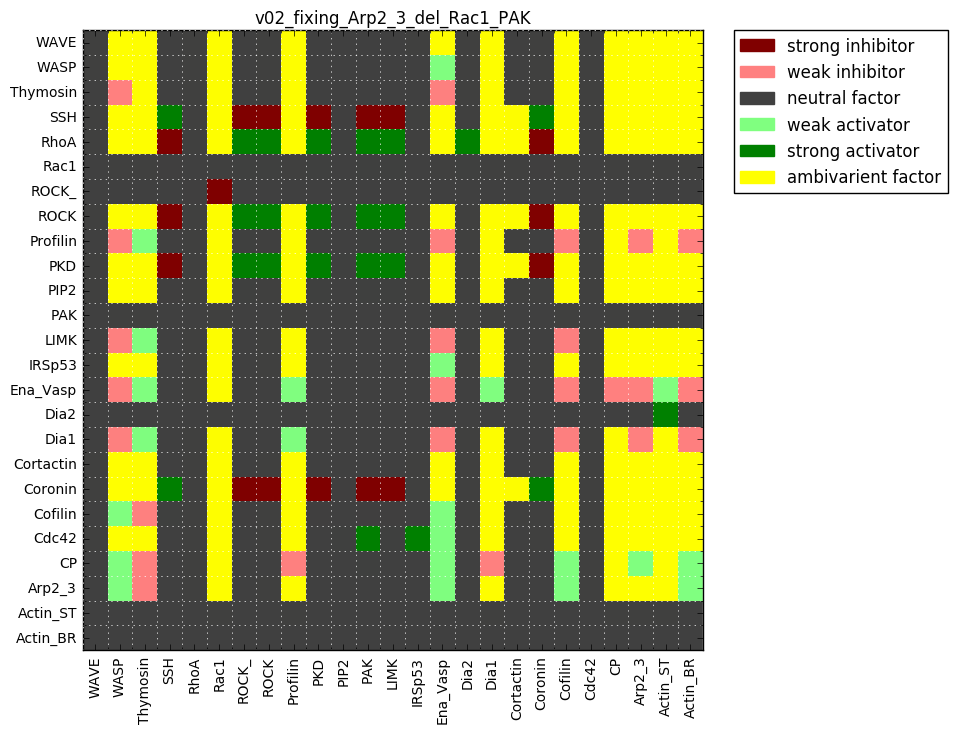 v02_fixing_Arp2_3_del_Rac1_PAK
WAVE
WASP
Thymosin
SSH
RhoA
Rac1
ROCK_
ROCK
Profilin
PKD
PIP2
PAK
LIMK
IRSp53
Ena_Vasp
Dia2
Dia1
Cortactin
Coronin
Cofilin
Cdc42
CP
Arp2_3
Actin_ST
Actin_BR
WAVE
WASP
Thymosin
SSH
RhoA
Rac1
ROCK_
ROCK
Profilin
PKD
PIP2
PAK
LIMK
IRSp53
Ena_Vasp
Dia2
Dia1
Cortactin
Coronin
Cofilin
Cdc42
CP
Arp2_3
Actin_ST
Actin_BR
strong inhibitor
weak inhibitor
neutral factor
weak activator
strong activator
ambivarient factor